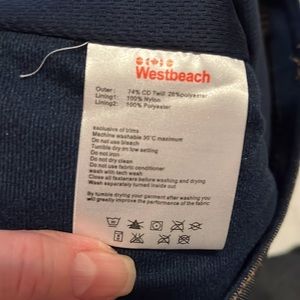 Westbeach
Outer: 74% CD Twill 26%polyester
Lining1: 100% Nylon
Lining2: 100% Polyester
exclusive of trims
Machine washable 30°C maximum
Do not bleach
Tumble dry on low setting
Do not iron
Do not dry clean
Do not use fabric conditioner
wash with tech wash
Close all fasteners before washing and drying
Wash seperately turned inside out
By tumble drying your garment after washing you
will greatly improve the performance of the fabric